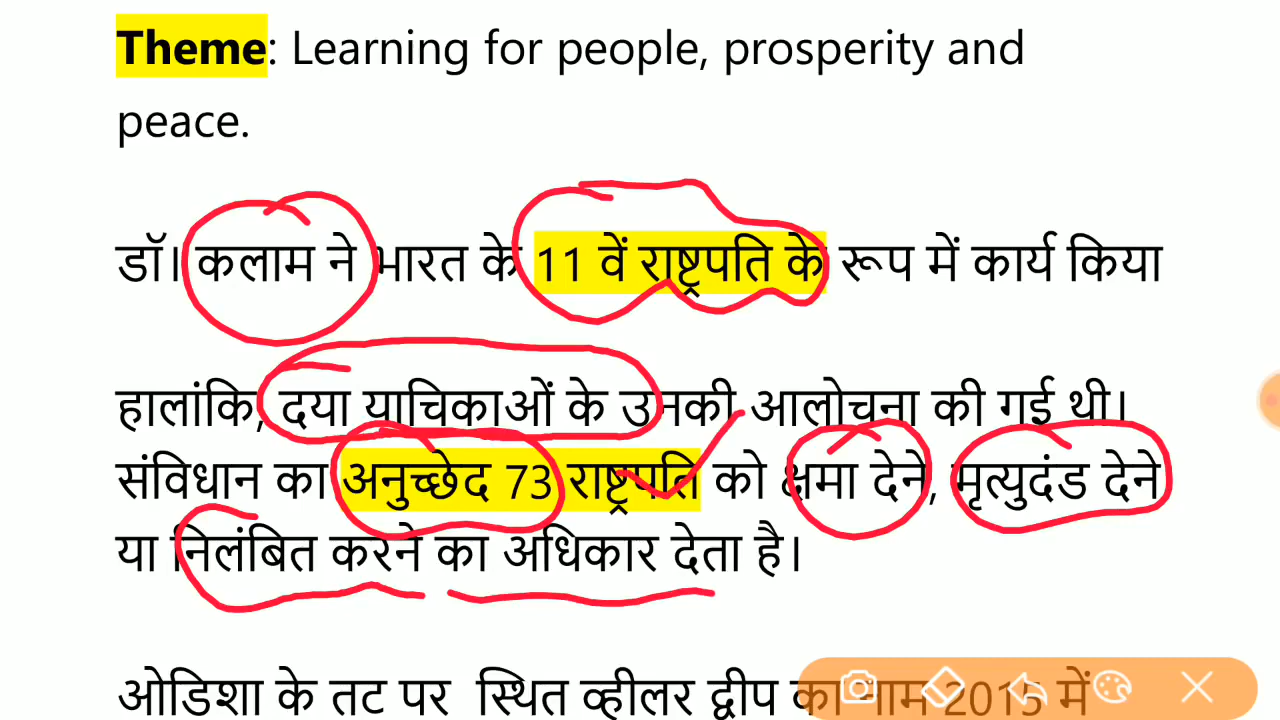 Theme: Learning for people, prosperity and
peace.
डॉ। कलाम ने भारत के 11 वें राष्ट्रपति के रूप में कार्य किया
हालांकि, दया याचिकाओं के उनकी आलोचना की गई थी।
संविधान का अनुच्छेद 73 राष्ट्रपति को क्षमा देने, मृत्युदंड देने
या निलंबित करने का अधिकार देता है।
ओडिशा के तट पर स्थित व्हीलर द्वीप का नाम 2015 में